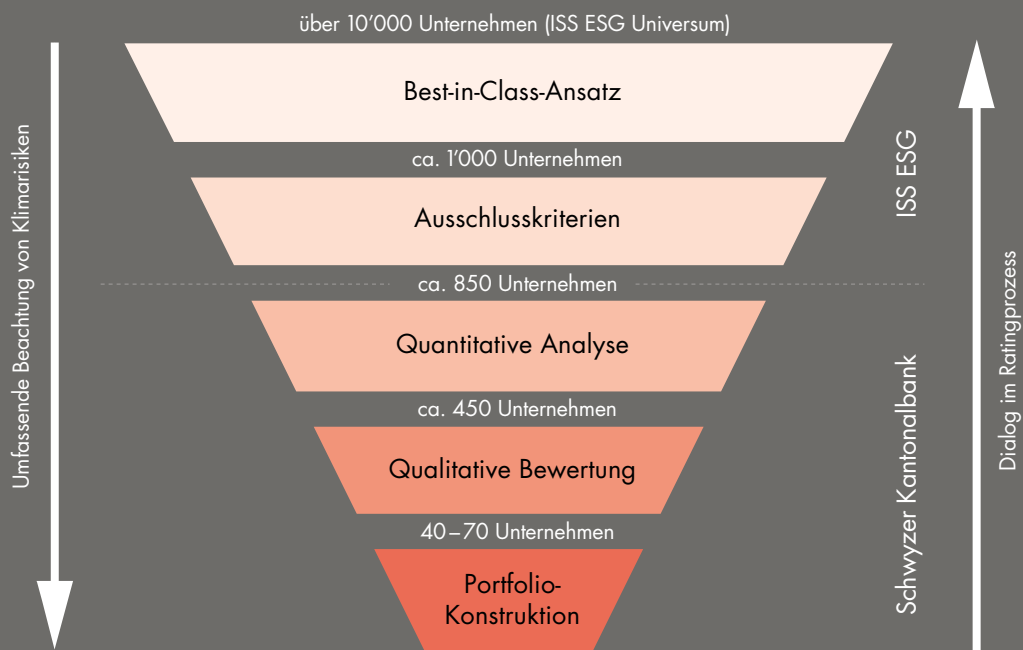 über 10’000 Unternehmen (ISS ESG Universum)
Best-in-Class-Ansatz
ca. 1’000 Unternehmen
Ausschlusskriterien
ca. 850 Unternehmen
Quantitative Analyse
ca. 450 Unternehmen
Qualitative Bewertung
40–70 Unternehmen
Portfolio-
Konstruktion
Umfassende Beachtung von Klimarisiken
ISS ESG
Schwyzer Kantonalbank
Dialog im Ratingprozess